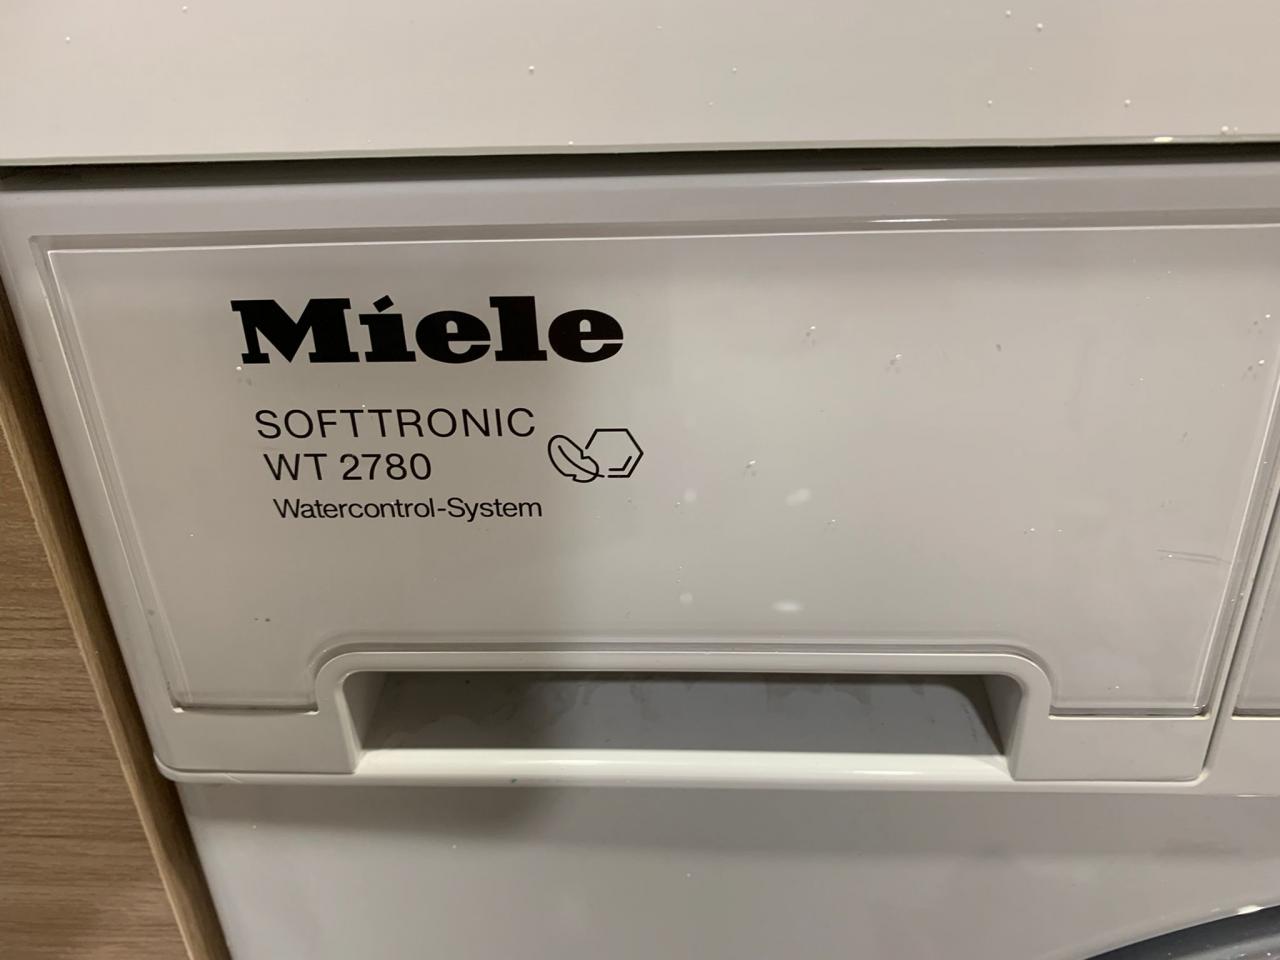 Miele
SOFTTRONIC
WT 2780
Watercontrol-System